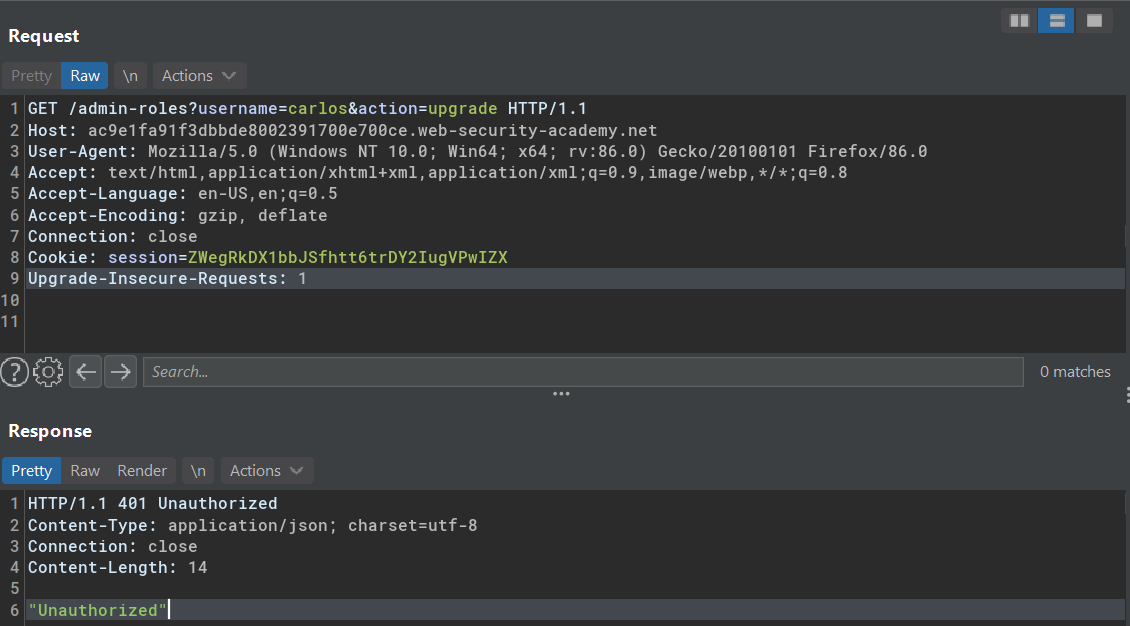 Request
Pretty Raw \n Actions
1 GET /admin-roles?username=carlos&action=upgrade HTTP/1.1
2 Host: ac9e1fa91f3dbbde8002391700e700ce.web-security-academy.net
3 User-Agent: Mozilla/5.0 (Windows NT 10.0; Win64; x64; rv:86.0) Gecko/20100101 Firefox/86.0
4 Accept: text/html,application/xhtml+xml,application/xml;q=0.9,image/webp,*/*;q=0.8
5 Accept-Language: en-US,en;q=0.5
6 Accept-Encoding: gzip, deflate
7 Connection: close
8 Cookie: session=ZWegRkDX1bbJSfhtt6trDY2IugVPwIZX
9 Upgrade-Insecure-Requests: 1
10
11
? Search... 0 matches
Response
Pretty Raw Render \n Actions
1 HTTP/1.1 401 Unauthorized
2 Content-Type: application/json; charset=utf-8
3 Connection: close
4 Content-Length: 14
5
6 "Unauthorized"